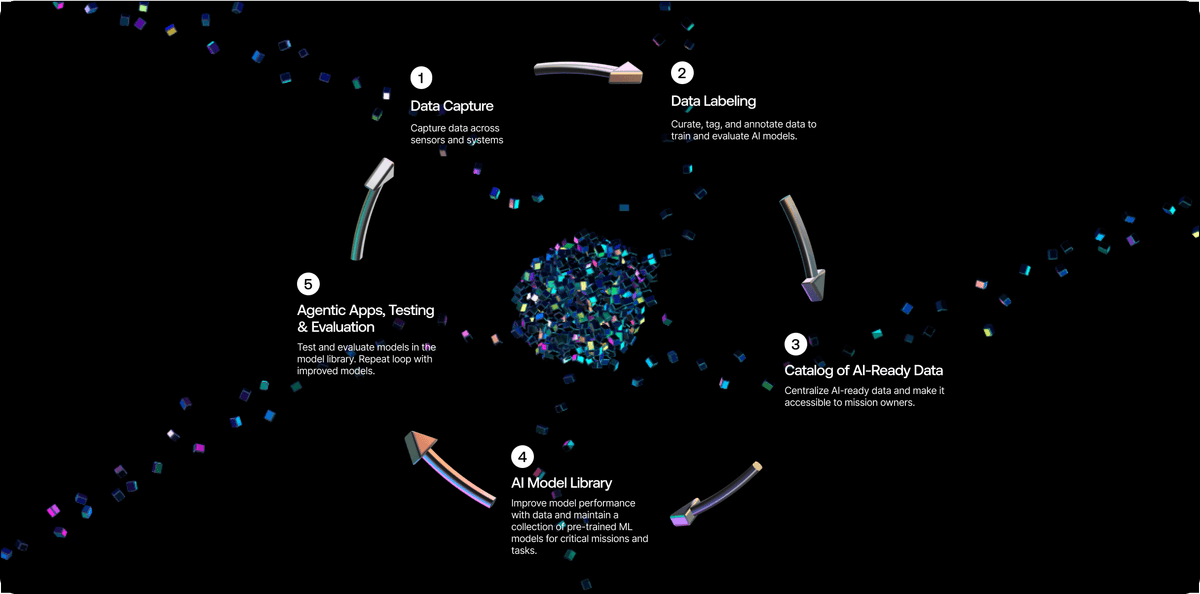 1
Data Capture
Capture data across
sensors and systems
2
Data Labeling
Curate, tag, and annotate data to
train and evaluate AI models.
3
Catalog of AI-Ready Data
Centralize AI-ready data and make it
accessible to mission owners.
4
AI Model Library
Improve model performance
with data and maintain a
collection of pre-trained ML
models for critical missions and
tasks.
5
Agentic Apps, Testing
& Evaluation
Test and evaluate models in the
model library. Repeat loop with
improved models.